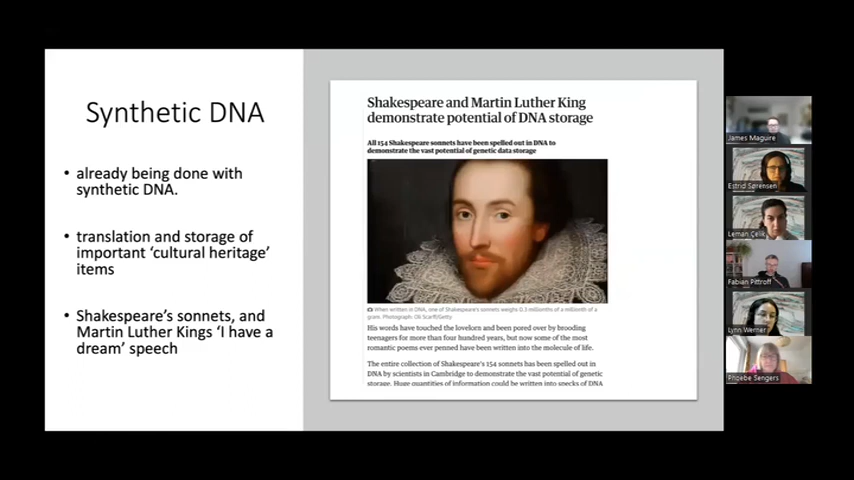 Synthetic DNA
• already being done with
synthetic DNA.
• translation and storage of
important ‘cultural heritage’
items
• Shakespeare’s sonnets, and
Martin Luther Kings ‘I have a
dream’ speech
Shakespeare and Martin Luther King
demonstrate potential of DNA storage
All 154 Shakespeare sonnets have been spelled out in DNA to
demonstrate the vast potential of genetic data storage
When written in DNA, one of Shakespeare's sonnets weighs 0.3 millionths of a millionth of a
gram. Photograph: Oli Scarff/Getty
His words have touched the lovelorn and been pored over by brooding
teenagers for more than four hundred years, but now some of the most
romantic poems ever penned have been written into the molecule of life.
The entire collection of Shakespeare's 154 sonnets has been spelled out in
DNA by scientists in Cambridge to demonstrate the vast potential of genetic
storage. Huge quantities of information could be written into specks of DNA
James Maguire
Estrid Sørensen
Leman Çelik
Fabian Pittroff
Lynn Werner
Phoebe Sengers